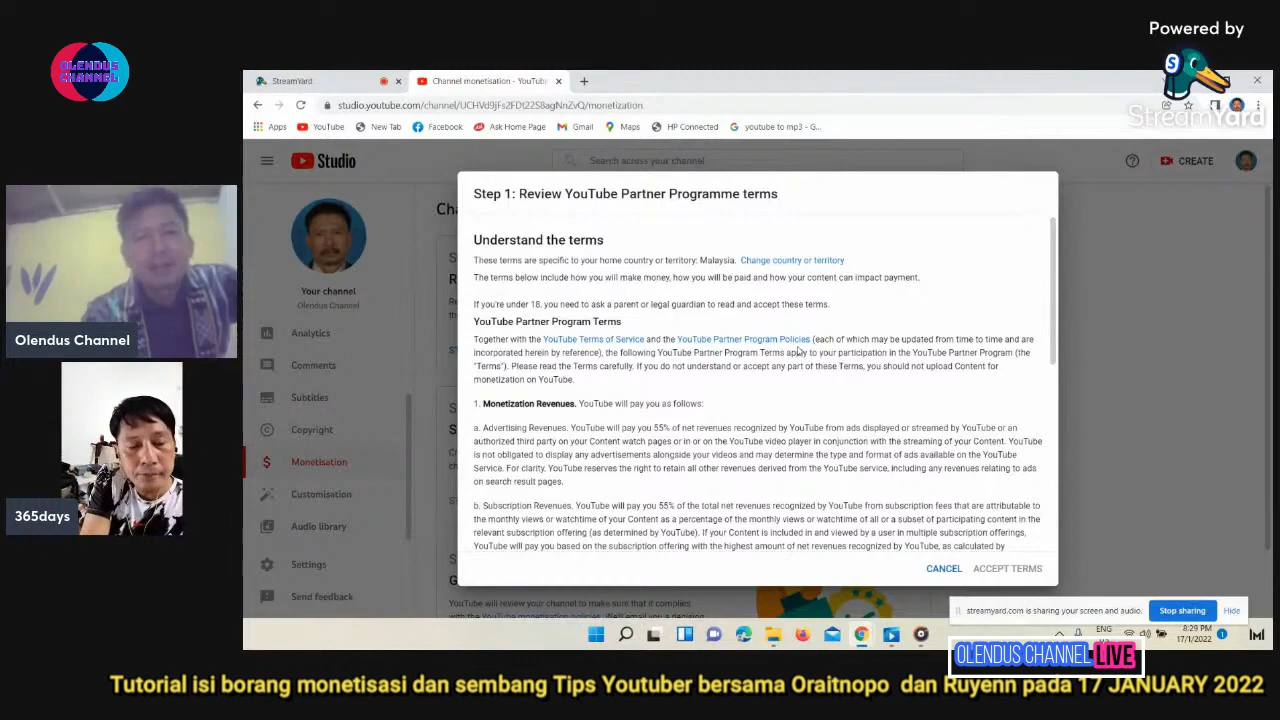 Powered by
StreamYard
OLENDUS
CHANNEL
StreamYard
Channel monetisation - YouTube
studio.youtube.com/channel/UCHVd9jFs2FDt22S8agNnZvQ/monetization
Apps
YouTube
New Tab
Facebook
Ask Home Page
Gmail
Maps
HP Connected
youtube to mp3 - G...
Studio
Search across your channel
CREATE
Your channel
Olendus Channel
Analytics
Comments
Subtitles
Copyright
Monetisation
Customisation
Audio library
Settings
Send feedback
Step 1: Review YouTube Partner Programme terms
Understand the terms
These terms are specific to your home country or territory: Malaysia. Change country or territory
The terms below include how you will make money, how you will be paid and how your content can impact payment.
If you're under 18, you need to ask a parent or legal guardian to read and accept these terms.
YouTube Partner Program Terms
Together with the YouTube Terms of Service and the YouTube Partner Program Policies (each of which may be updated from time to time and are
incorporated herein by reference), the following YouTube Partner Program Terms apply to your participation in the YouTube Partner Program (the
"Terms"). Please read the Terms carefully. If you do not understand or accept any part of these Terms, you should not upload Content for
monetization on YouTube.
1. Monetization Revenues. YouTube will pay you as follows:
a. Advertising Revenues. YouTube will pay you 55% of net revenues recognized by YouTube from ads displayed or streamed by YouTube or an
authorized third party on your Content watch pages or in or on the YouTube video player in conjunction with the streaming of your Content. YouTube
is not obligated to display any advertisements alongside your videos and may determine the type and format of ads available on the YouTube
Service. For clarity, YouTube reserves the right to retain all other revenues derived from the YouTube service, including any revenues relating to ads
on search result pages.
b. Subscription Revenues. YouTube will pay you 55% of the total net revenues recognized by YouTube from subscription fees that are attributable to
the monthly views or watchtime of your Content as a percentage of the monthly views or watchtime of all or a subset of participating content in the
relevant subscription offering (as determined by YouTube). If your Content is included in and viewed by a user in multiple subscription offerings,
YouTube will pay you based on the subscription offering with the highest amount of net revenues recognized by YouTube, as calculated by
CANCEL
ACCEPT TERMS
YouTube will review your channel to make sure that it complies
with the YouTube monetisation policies. We'll email you a decision
streamyard.com is sharing your screen and audio.
Stop sharing
Hide
ENG
8:29 PM
17/1/2022
Olendus Channel
365days
OLENDUS CHANNEL LIVE
Tutorial isi borang monetisasi dan sembang Tips Youtuber bersama Oraitnopo dan Ruyenn pada 17 JANUARY 2022